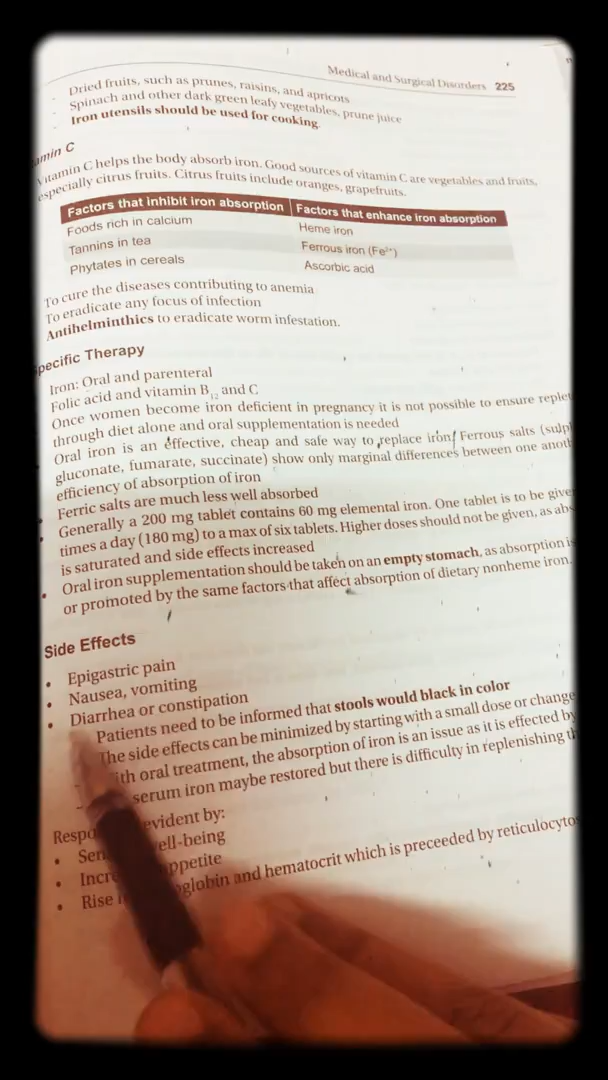 Medical and Surgical Disorders 225
Dried fruits, such as prunes, raisins, and apricots
Spinach and other dark green leafy vegetables, prune juice
Iron utensils should be used for cooking.
amin C
Vitamin C helps the body absorb iron. Good sources of vitamin C are vegetables and fruits,
especially citrus fruits. Citrus fruits include oranges, grapefruits.
Factors that inhibit iron absorption Factors that enhance iron absorption
Foods rich in calcium Heme iron
Tannins in tea Ferrous iron (Fe²⁺)
Phytates in cereals Ascorbic acid
To cure the diseases contributing to anemia
To eradicate any focus of infection
Antihelminthics to eradicate worm infestation.
pecific Therapy
Iron: Oral and parenteral
Folic acid and vitamin B₁₂ and C
Once women become iron deficient in pregnancy it is not possible to ensure replet
through diet alone and oral supplementation is needed
Oral iron is an effective, cheap and safe way to replace iron. Ferrous salts (sulp
gluconate, fumarate, succinate) show only marginal differences between one anoth
efficiency of absorption of iron
• Ferric salts are much less well absorbed
• Generally a 200 mg tablet contains 60 mg elemental iron. One tablet is to be give
times a day (180 mg) to a max of six tablets. Higher doses should not be given, as abs
is saturated and side effects increased
• Oral iron supplementation should be taken on an empty stomach, as absorption is
or promoted by the same factors that affect absorption of dietary nonheme iron.
Side Effects
• Epigastric pain
• Nausea, vomiting
• Diarrhea or constipation
Patients need to be informed that stools would black in color
The side effects can be minimized by starting with a small dose or change
ith oral treatment, the absorption of iron is an issue as it is effected by
serum iron maybe restored but there is difficulty in replenishing th
Respo evident by:
• Sen ell-being
• Incre ppetite
• Rise i oglobin and hematocrit which is preceeded by reticulocyto